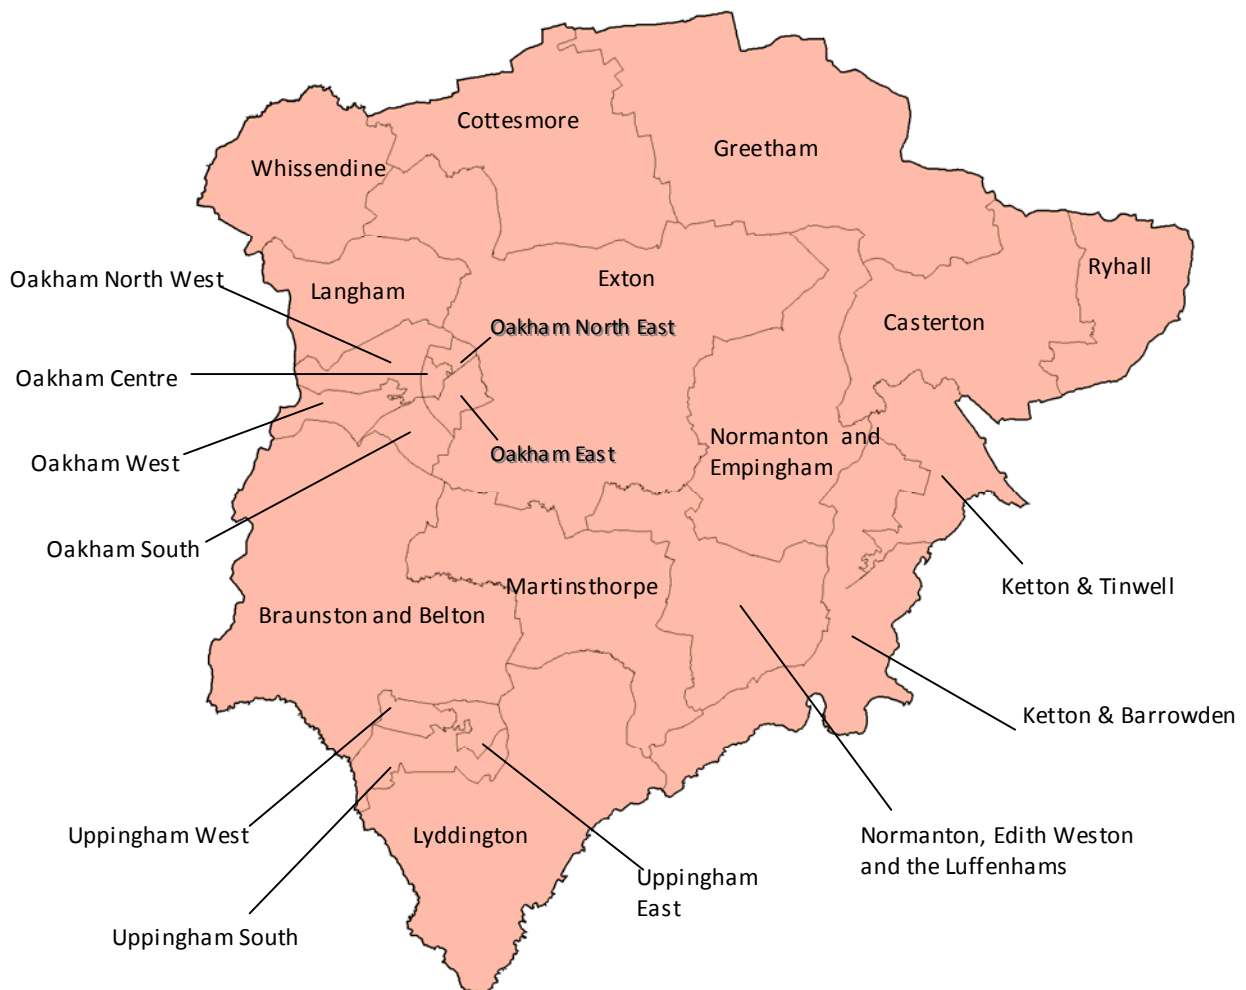 Cottesmore
Greetham
Whissendine
Ryhall
Exton
Oakham North West
Langham
Casterton
Oakham North East
Oakham Centre
Normanton and
Empingham
Oakham East
Oakham West
Oakham South
Ketton & Tinwell
Martinsthorpe
Braunston and Belton
Ketton & Barrowden
Uppingham West
Lyddington
Normanton, Edith Weston
and the Luffenhams
Uppingham
East
Uppingham South